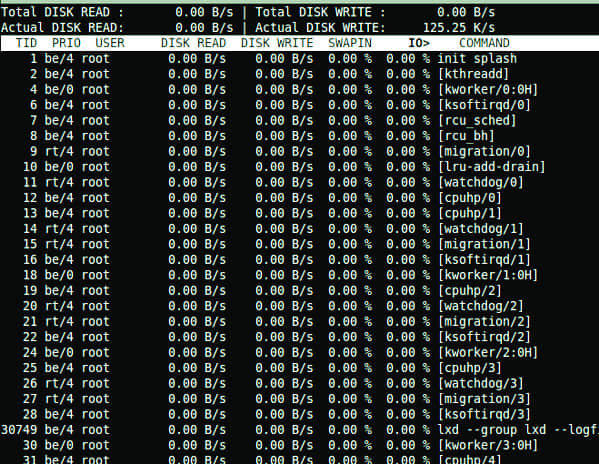 Total DISK READ : 0.00 B/s | Total DISK WRITE : 0.00 B/s
Actual DISK READ: 0.00 B/s | Actual DISK WRITE: 125.25 K/s
TID PRIO USER DISK READ DISK WRITE SWAPIN IO> COMMAND
1 be/4 root 0.00 B/s 0.00 B/s 0.00 % 0.00 % init splash
2 be/4 root 0.00 B/s 0.00 B/s 0.00 % 0.00 % [kthreadd]
4 be/0 root 0.00 B/s 0.00 B/s 0.00 % 0.00 % [kworker/0:0H]
6 be/4 root 0.00 B/s 0.00 B/s 0.00 % 0.00 % [ksoftirqd/0]
7 be/4 root 0.00 B/s 0.00 B/s 0.00 % 0.00 % [rcu_sched]
8 be/4 root 0.00 B/s 0.00 B/s 0.00 % 0.00 % [rcu_bh]
9 rt/4 root 0.00 B/s 0.00 B/s 0.00 % 0.00 % [migration/0]
10 be/0 root 0.00 B/s 0.00 B/s 0.00 % 0.00 % [lru-add-drain]
11 rt/4 root 0.00 B/s 0.00 B/s 0.00 % 0.00 % [watchdog/0]
12 be/4 root 0.00 B/s 0.00 B/s 0.00 % 0.00 % [cpuhp/0]
13 be/4 root 0.00 B/s 0.00 B/s 0.00 % 0.00 % [cpuhp/1]
14 rt/4 root 0.00 B/s 0.00 B/s 0.00 % 0.00 % [watchdog/1]
15 rt/4 root 0.00 B/s 0.00 B/s 0.00 % 0.00 % [migration/1]
16 be/4 root 0.00 B/s 0.00 B/s 0.00 % 0.00 % [ksoftirqd/1]
18 be/0 root 0.00 B/s 0.00 B/s 0.00 % 0.00 % [kworker/1:0H]
19 be/4 root 0.00 B/s 0.00 B/s 0.00 % 0.00 % [cpuhp/2]
20 rt/4 root 0.00 B/s 0.00 B/s 0.00 % 0.00 % [watchdog/2]
21 rt/4 root 0.00 B/s 0.00 B/s 0.00 % 0.00 % [migration/2]
22 be/4 root 0.00 B/s 0.00 B/s 0.00 % 0.00 % [ksoftirqd/2]
24 be/0 root 0.00 B/s 0.00 B/s 0.00 % 0.00 % [kworker/2:0H]
25 be/4 root 0.00 B/s 0.00 B/s 0.00 % 0.00 % [cpuhp/3]
26 rt/4 root 0.00 B/s 0.00 B/s 0.00 % 0.00 % [watchdog/3]
27 rt/4 root 0.00 B/s 0.00 B/s 0.00 % 0.00 % [migration/3]
28 be/4 root 0.00 B/s 0.00 B/s 0.00 % 0.00 % [ksoftirqd/3]
30749 be/4 root 0.00 B/s 0.00 B/s 0.00 % 0.00 % lxd --group lxd --logfi
30 be/0 root 0.00 B/s 0.00 B/s 0.00 % 0.00 % [kworker/3:0H]
31 be/4 root 0.00 B/s 0.00 B/s 0.00 % 0.00 % [cpuhp/4]